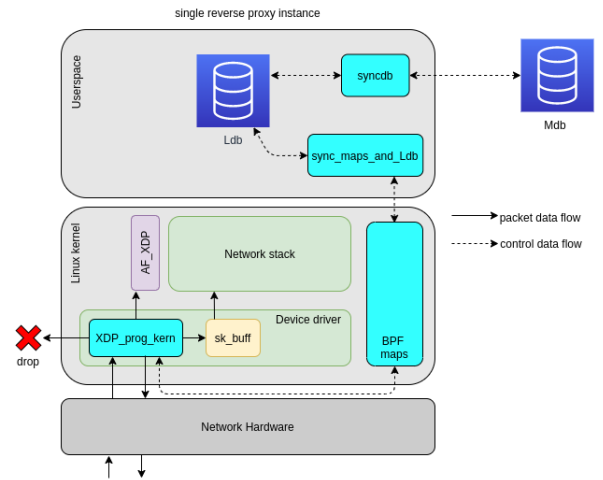 single reverse proxy instance
Userspace
syncdb
Ldb
Mdb
sync_maps_and_Ldb
Linux kernel
AF_XDP
Network stack
packet data flow
control data flow
Device driver
XDP_prog_kern
sk_buff
BPF
maps
drop
Network Hardware